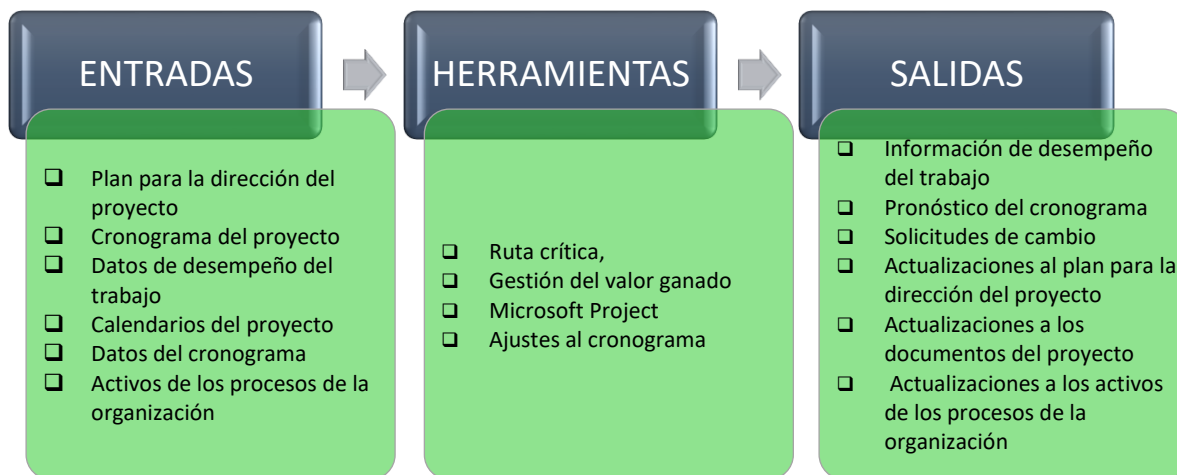 ENTRADAS
❑ Plan para la dirección del
proyecto
❑ Cronograma del proyecto
❑ Datos de desempeño del
trabajo
❑ Calendarios del proyecto
❑ Datos del cronograma
❑ Activos de los procesos de la
organización
HERRAMIENTAS
❑ Ruta crítica,
❑ Gestión del valor ganado
❑ Microsoft Project
❑ Ajustes al cronograma
SALIDAS
❑ Información de desempeño
del trabajo
❑ Pronóstico del cronograma
❑ Solicitudes de cambio
❑ Actualizaciones al plan para la
dirección del proyecto
❑ Actualizaciones a los
documentos del proyecto
❑ Actualizaciones a los activos
de los procesos de la
organización